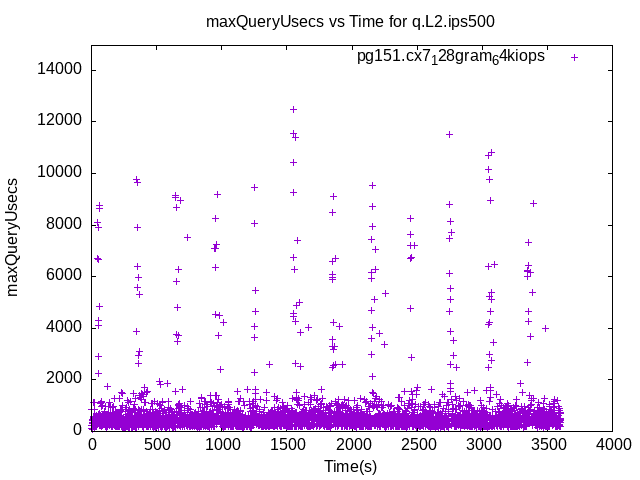 maxQueryUsecs vs Time for q.L2.ips500
pg151.cx7₁28gram₆4kiops
14000
12000
10000
8000
6000
4000
2000
0
maxQueryUsecs
0 500 1000 1500 2000 2500 3000 3500 4000
Time(s)